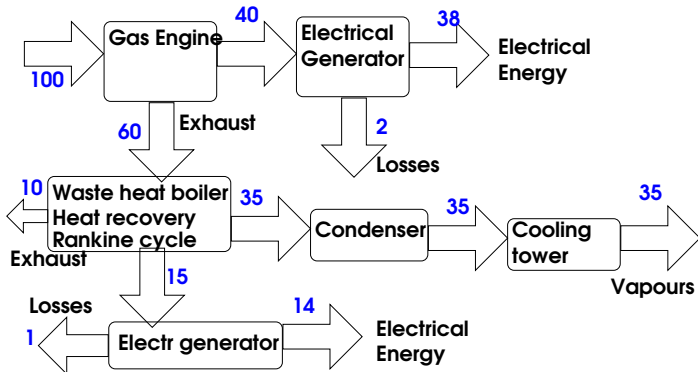 40
38
Gas Engine
Electrical
Generator
Electrical
Energy
100
60
Exhaust
2
Losses
10
Waste heat boiler
Heat recovery
Rankine cycle
35
Condenser
35
Cooling
tower
35
Exhaust
15
Vapours
Losses
14
1
Electr generator
Electrical
Energy